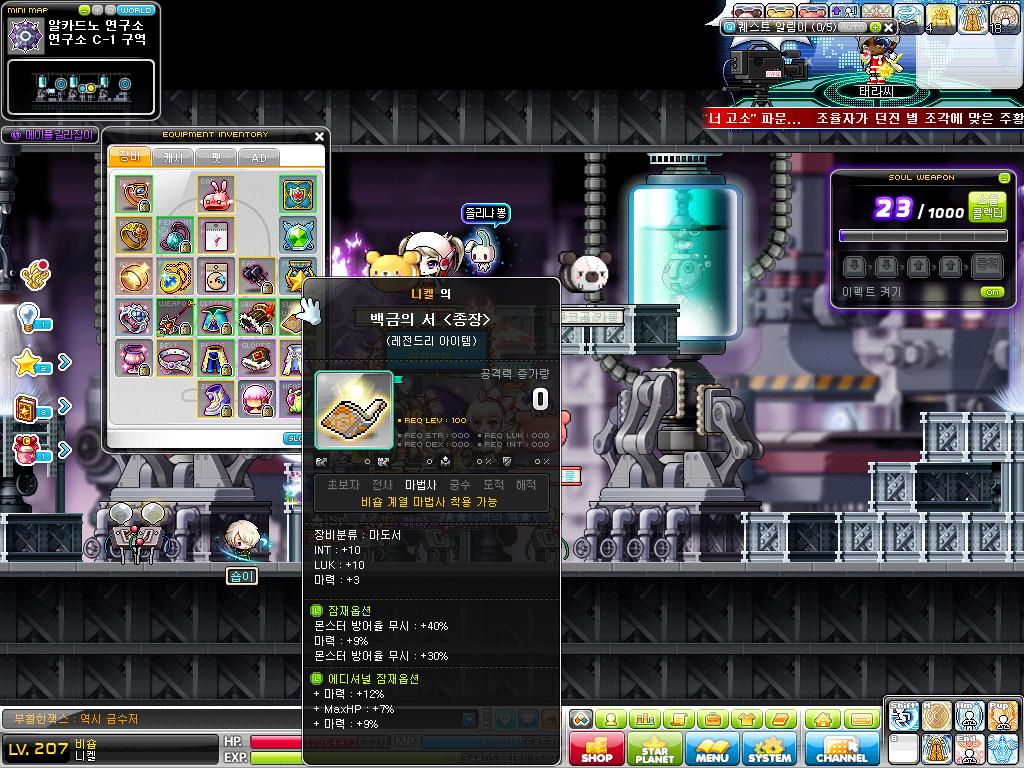 MINI MAP
WORLD
알카드노 연구소
연구소 C-1 구역
메이플길라잡이
EQUIPMENT INVENTORY
장비
캐시
펫
A.D
퀘스트 알림이 (0/5)
AUTO
태라씨
"너 고소" 파문... 조율자가 던진 별 조각에 맞은 주황
SOUL WEAPON
23 / 1000
소울
콜렉터
공격
이펙트 켜기
on
졸리나 뽕
니켈 의
백금의 서 <종장>
(레전드리 아이템)
공격력 증가량
0
REQ LEV : 100
REQ STR : 000
REQ LUK : 000
REQ DEX : 000
REQ INT : 000
초보자 전사 마법사 궁수 도적 해적
비숍 계열 마법사 착용 가능
장비분류 : 마도서
INT : +10
LUK : +10
마력 : +3
잠재옵션
몬스터 방어율 무시 : +40%
마력 : +9%
몬스터 방어율 무시 : +30%
에디셔널 잠재옵션
+ 마력 : +12%
+ MaxHP : +7%
+ 마력 : +9%
숍이
부활한잭스 : 역시 금수저
LV. 207
비숍
니켈
HP.
MP.
EXP.
SHOP
STAR PLANET
MENU
SYSTEM
CHANNEL